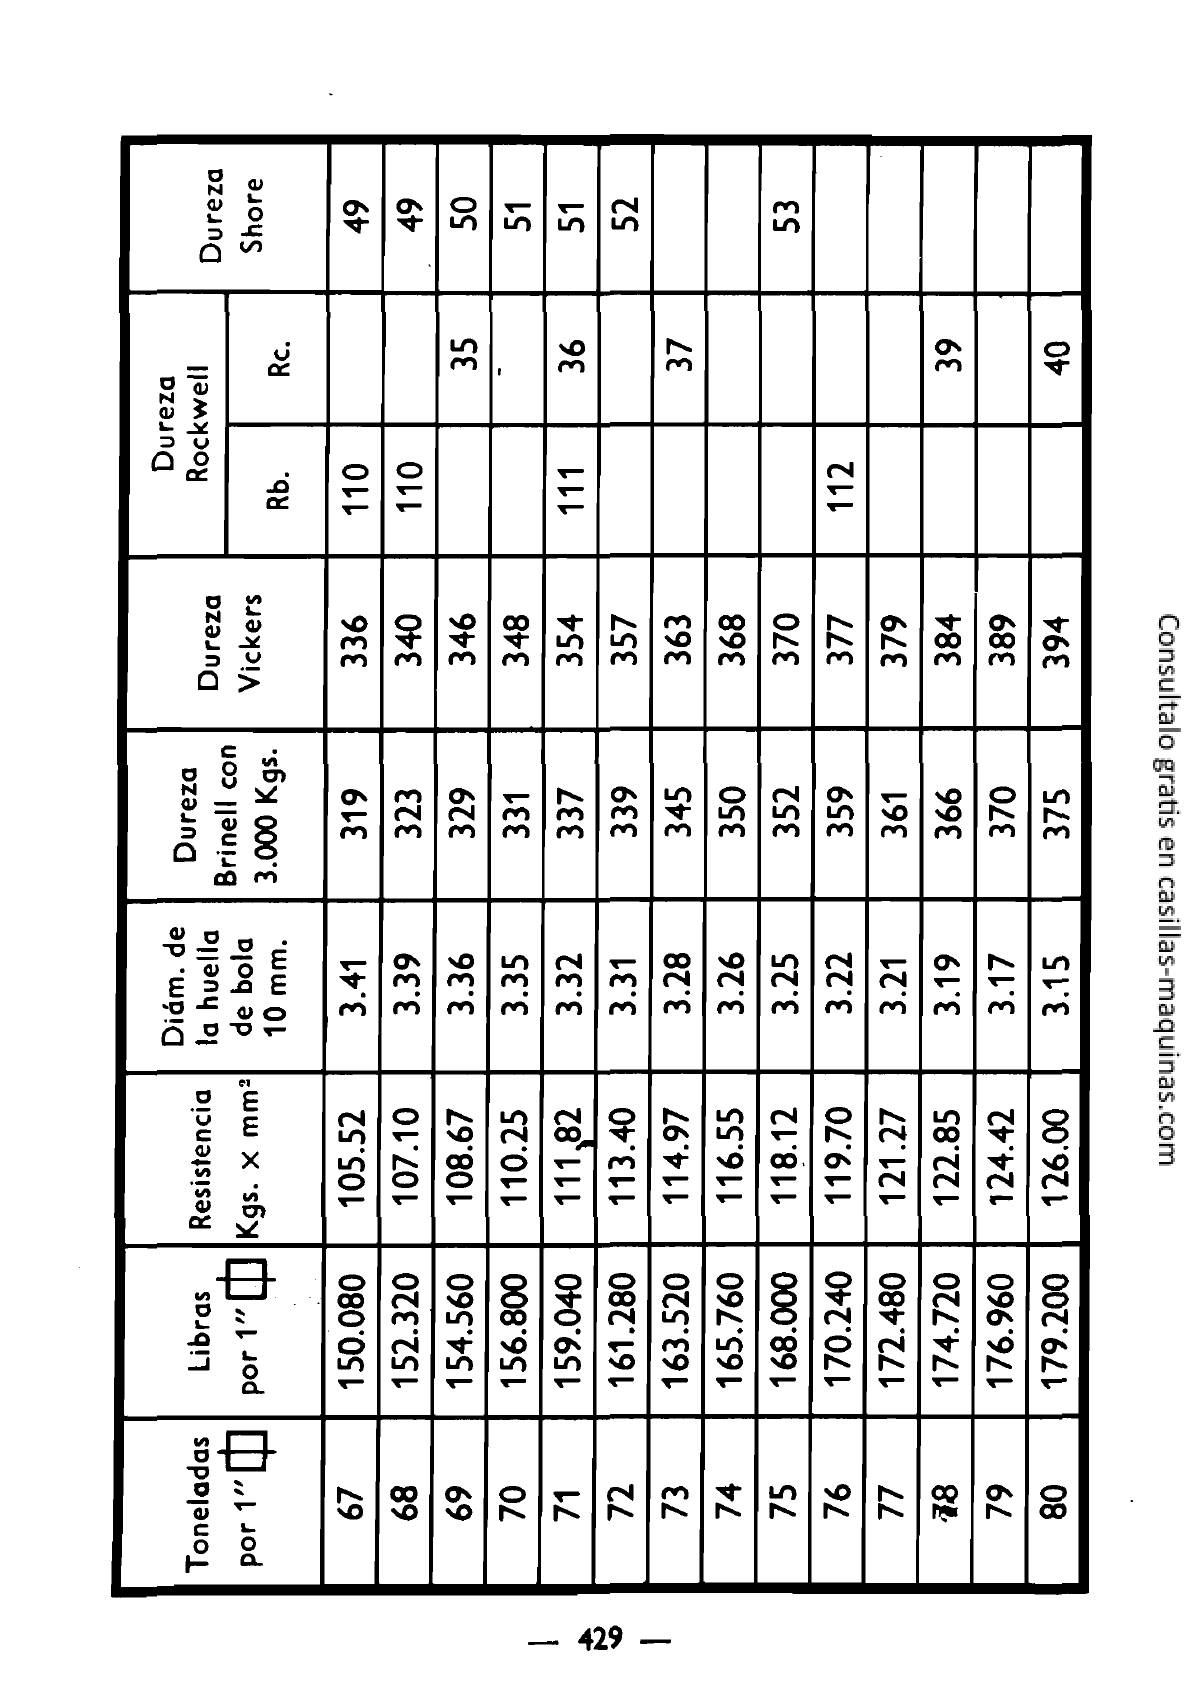 Toneladas por 1″ | Libras por 1″ | Resistencia Kgs. × mm² | Diám. de la huella de bola 10 mm. | Dureza Brinell con 3.000 Kgs. | Dureza Vickers | Dureza Rockwell Rb. | Rc. | Dureza Shore
67 | 150.080 | 105.52 | 3.41 | 319 | 336 | 110 | | 49
68 | 152.320 | 107.10 | 3.39 | 323 | 340 | 110 | | 49
69 | 154.560 | 108.67 | 3.36 | 329 | 346 | | 35 | 50
70 | 156.800 | 110.25 | 3.35 | 331 | 348 | | | 51
71 | 159.040 | 111.82 | 3.32 | 337 | 354 | 111 | 36 | 51
72 | 161.280 | 113.40 | 3.31 | 339 | 357 | | | 52
73 | 163.520 | 114.97 | 3.28 | 345 | 363 | | 37 |
74 | 165.760 | 116.55 | 3.26 | 350 | 368 | | |
75 | 168.000 | 118.12 | 3.25 | 352 | 370 | | | 53
76 | 170.240 | 119.70 | 3.22 | 359 | 377 | 112 | |
77 | 172.480 | 121.27 | 3.21 | 361 | 379 | | |
78 | 174.720 | 122.85 | 3.19 | 366 | 384 | | 39 |
79 | 176.960 | 124.42 | 3.17 | 370 | 389 | | |
80 | 179.200 | 126.00 | 3.15 | 375 | 394 | | 40 |
— 429 —
Consultalo gratis en casillas-maquinas.com